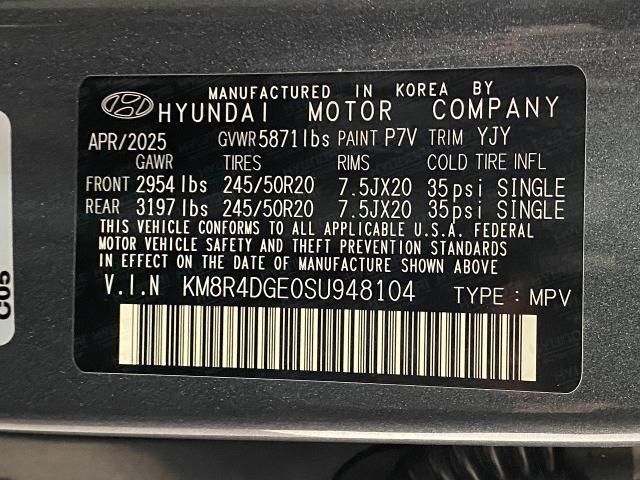 MANUFACTURED IN KOREA BY
HYUNDAI MOTOR COMPANY
APR/2025 GVWR 5871 lbs PAINT P7V TRIM YJY
GAWR TIRES RIMS COLD TIRE INFL
FRONT 2954 lbs 245/50R20 7.5JX20 35psi SINGLE
REAR 3197 lbs 245/50R20 7.5JX20 35psi SINGLE
THIS VEHICLE CONFORMS TO ALL APPLICABLE U.S.A. FEDERAL
MOTOR VEHICLE SAFETY AND THEFT PREVENTION STANDARDS
IN EFFECT ON THE DATE OF MANUFACTURE SHOWN ABOVE
V.I.N KM8R4DGE0SU948104 TYPE : MPV
C05